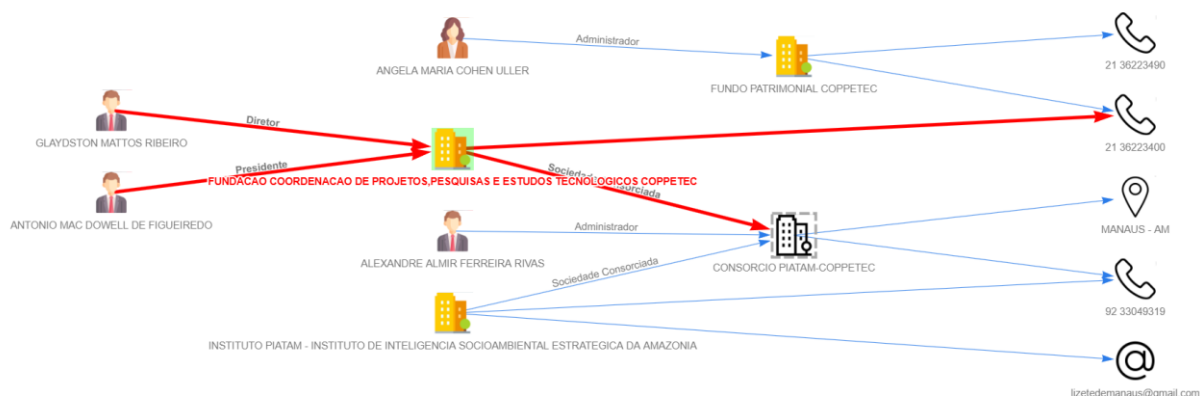 Administrador
ANGELA MARIA COHEN ULLER
FUNDO PATRIMONIAL COPPETEC
21 36223490
Diretor
GLAYDSTON MATTOS RIBEIRO
21 36223400
Presidente
Sociedade Consorciada
FUNDACAO COORDENACAO DE PROJETOS,PESQUISAS E ESTUDOS TECNOLOGICOS COPPETEC
ANTONIO MAC DOWELL DE FIGUEIREDO
Administrador
MANAUS - AM
ALEXANDRE ALMIR FERREIRA RIVAS
CONSORCIO PIATAM-COPPETEC
Sociedade Consorciada
92 33049319
INSTITUTO PIATAM - INSTITUTO DE INTELIGENCIA SOCIOAMBIENTAL ESTRATEGICA DA AMAZONIA
lizetedemanaus@gmail.com